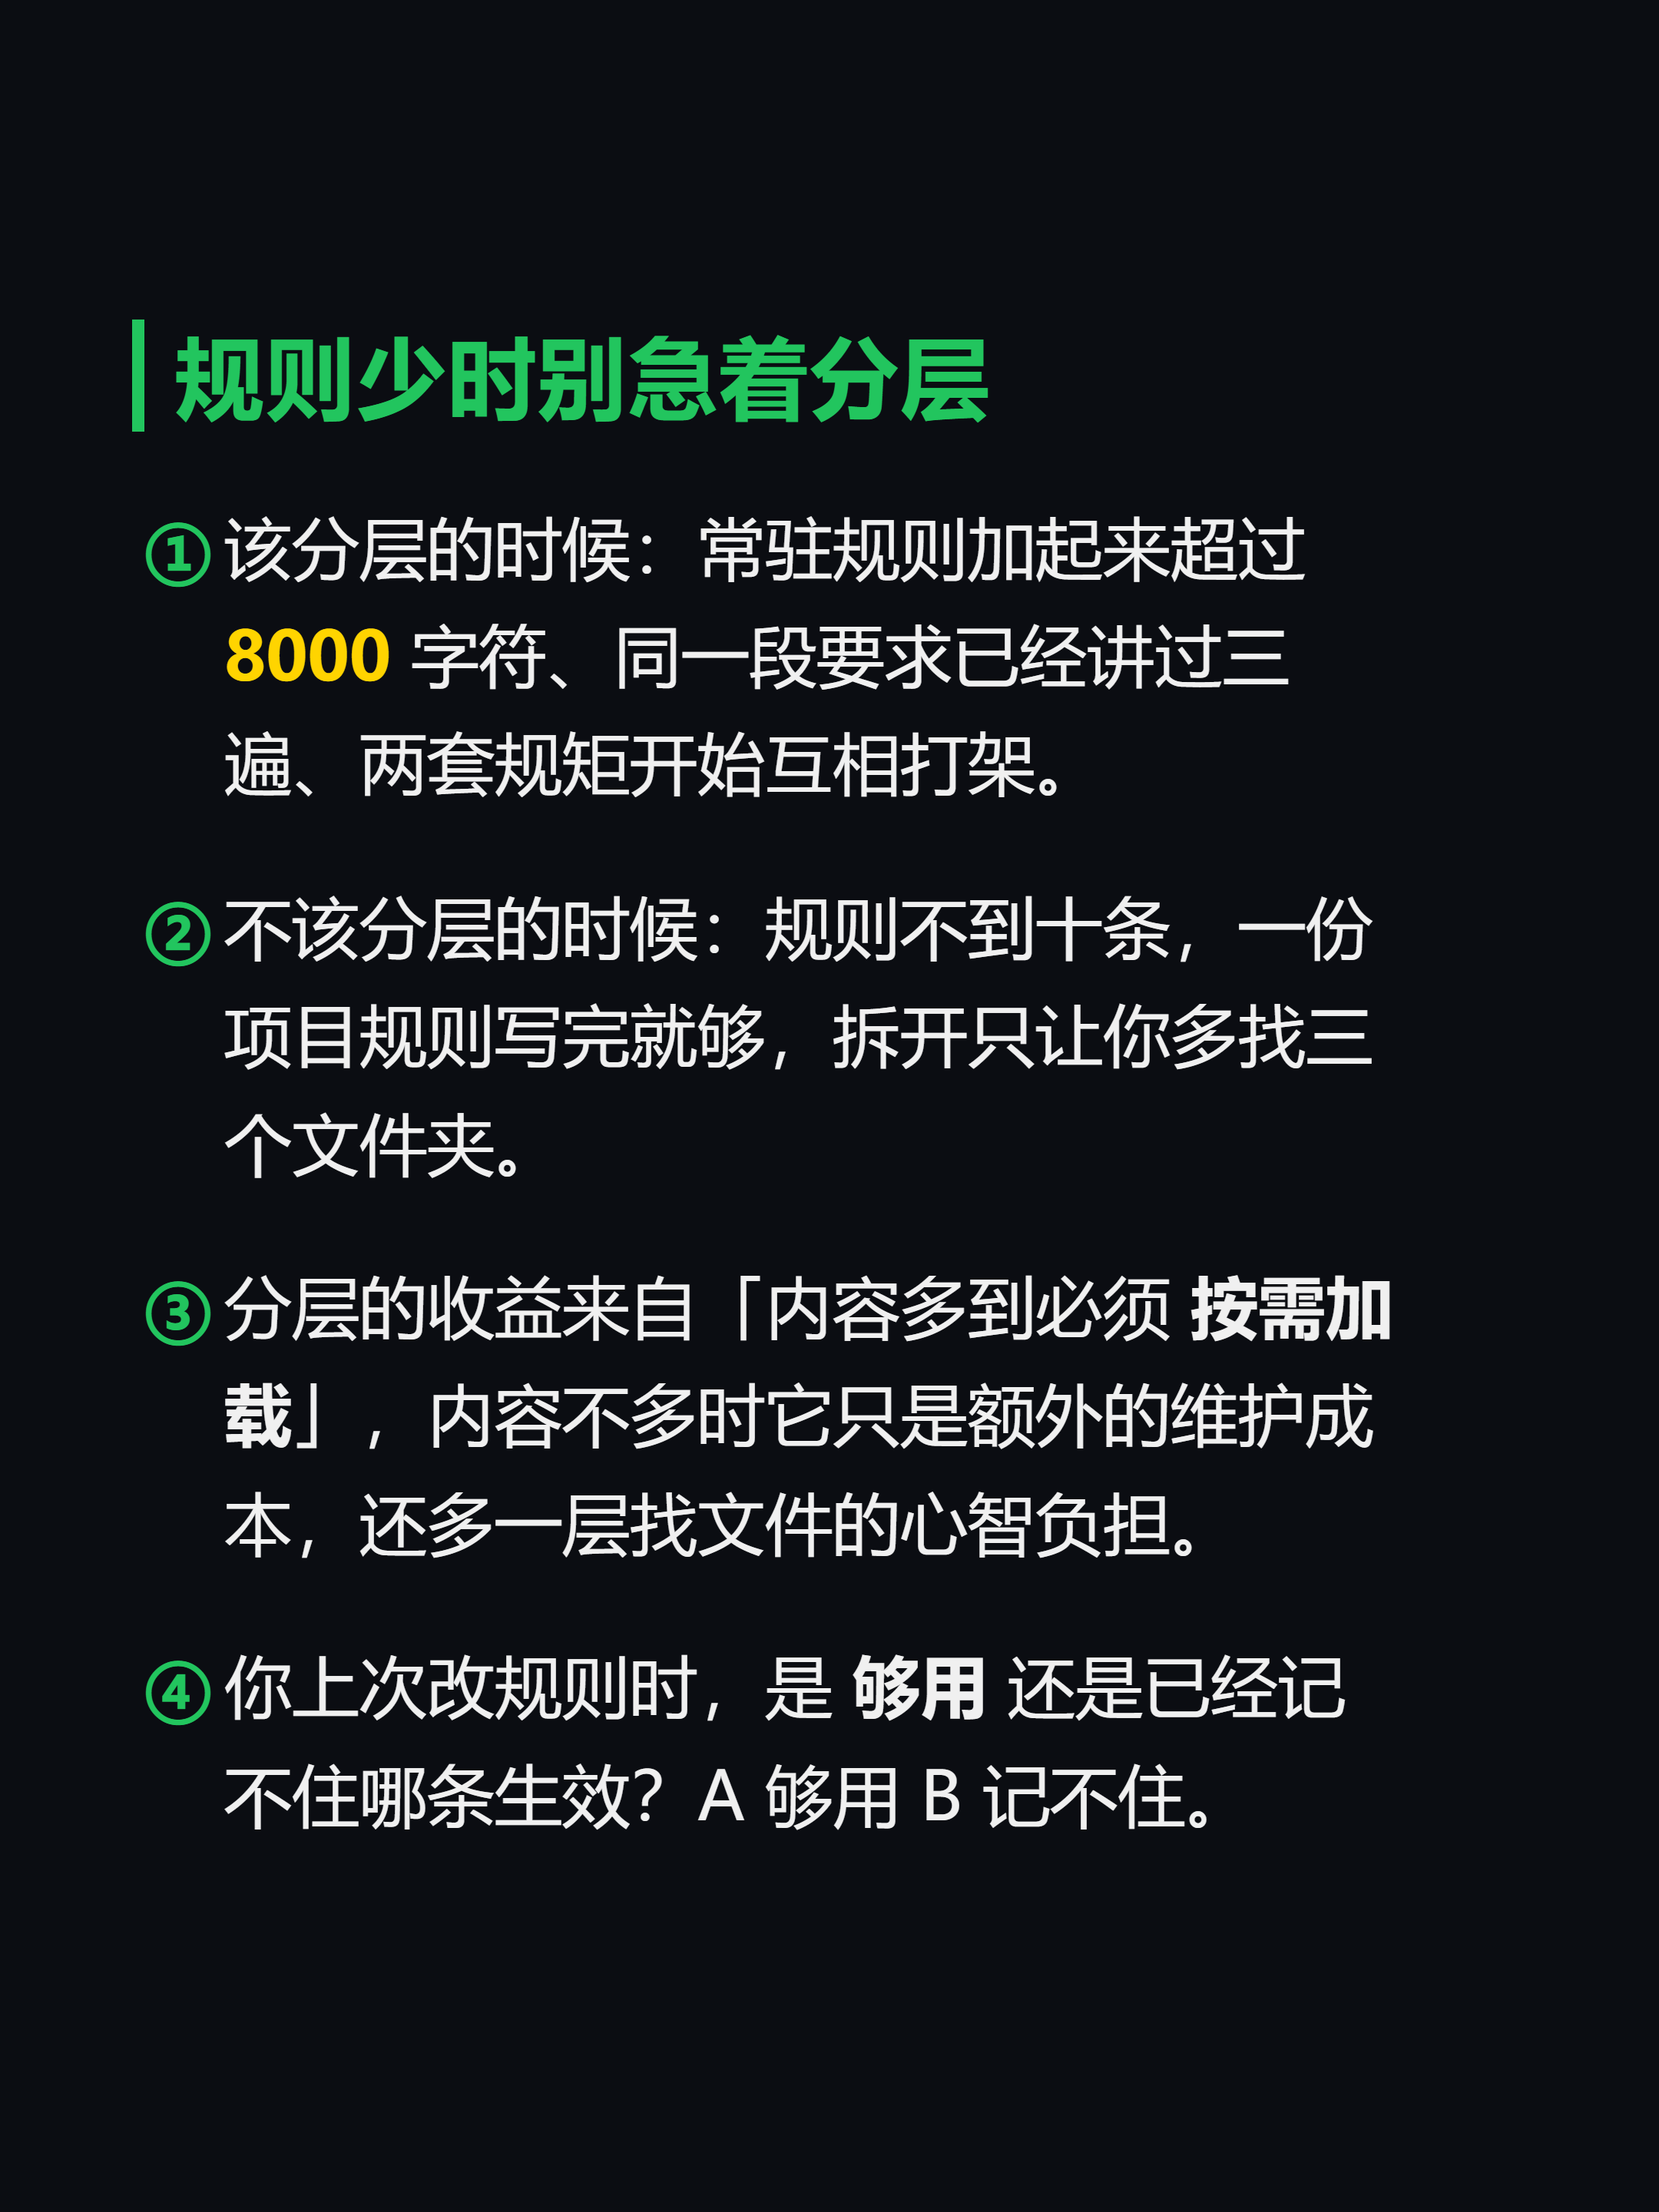 规则少时别急着分层
① 该分层的时候：常驻规则加起来超过
8000 字符、同一段要求已经讲过三
遍、两套规矩开始互相打架。
② 不该分层的时候：规则不到十条，一份
项目规则写完就够，拆开只让你多找三
个文件夹。
③ 分层的收益来自「内容多到必须 按需加
载」，内容不多时它只是额外的维护成
本，还多一层找文件的心智负担。
④ 你上次改规则时，是 够用 还是已经记
不住哪条生效？A 够用 B 记不住。